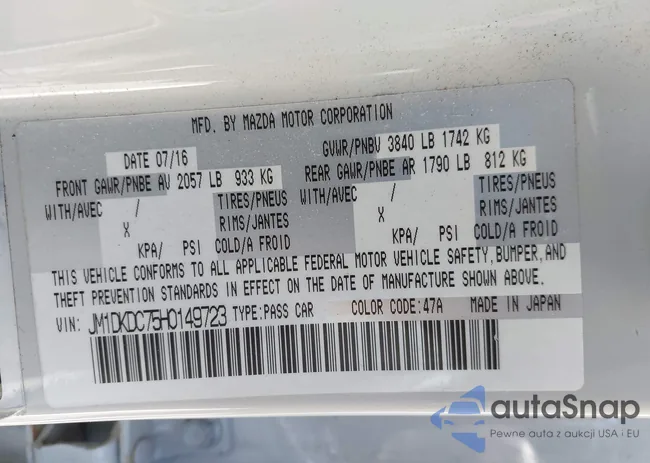 MFD. BY MAZDA MOTOR CORPORATION
DATE 07/16 GVWR/PNBV 3840 LB 1742 KG
FRONT GAWR/PNBE AV 2057 LB 933 KG REAR GAWR/PNBE AR 1790 LB 812 KG
WITH/AVEC / TIRES/PNEUS WITH/AVEC / TIRES/PNEUS
X RIMS/JANTES X RIMS/JANTES
KPA/ PSI COLD/A FROID KPA/ PSI COLD/A FROID
THIS VEHICLE CONFORMS TO ALL APPLICABLE FEDERAL MOTOR VEHICLE SAFETY, BUMPER, AND
THEFT PREVENTION STANDARDS IN EFFECT ON THE DATE OF MANUFACTURE SHOWN ABOVE.
VIN: JM1DKDC75H0149723 TYPE:PASS CAR COLOR CODE:47A MADE IN JAPAN
autaSnap
Pewne auta z aukcji USA i EU